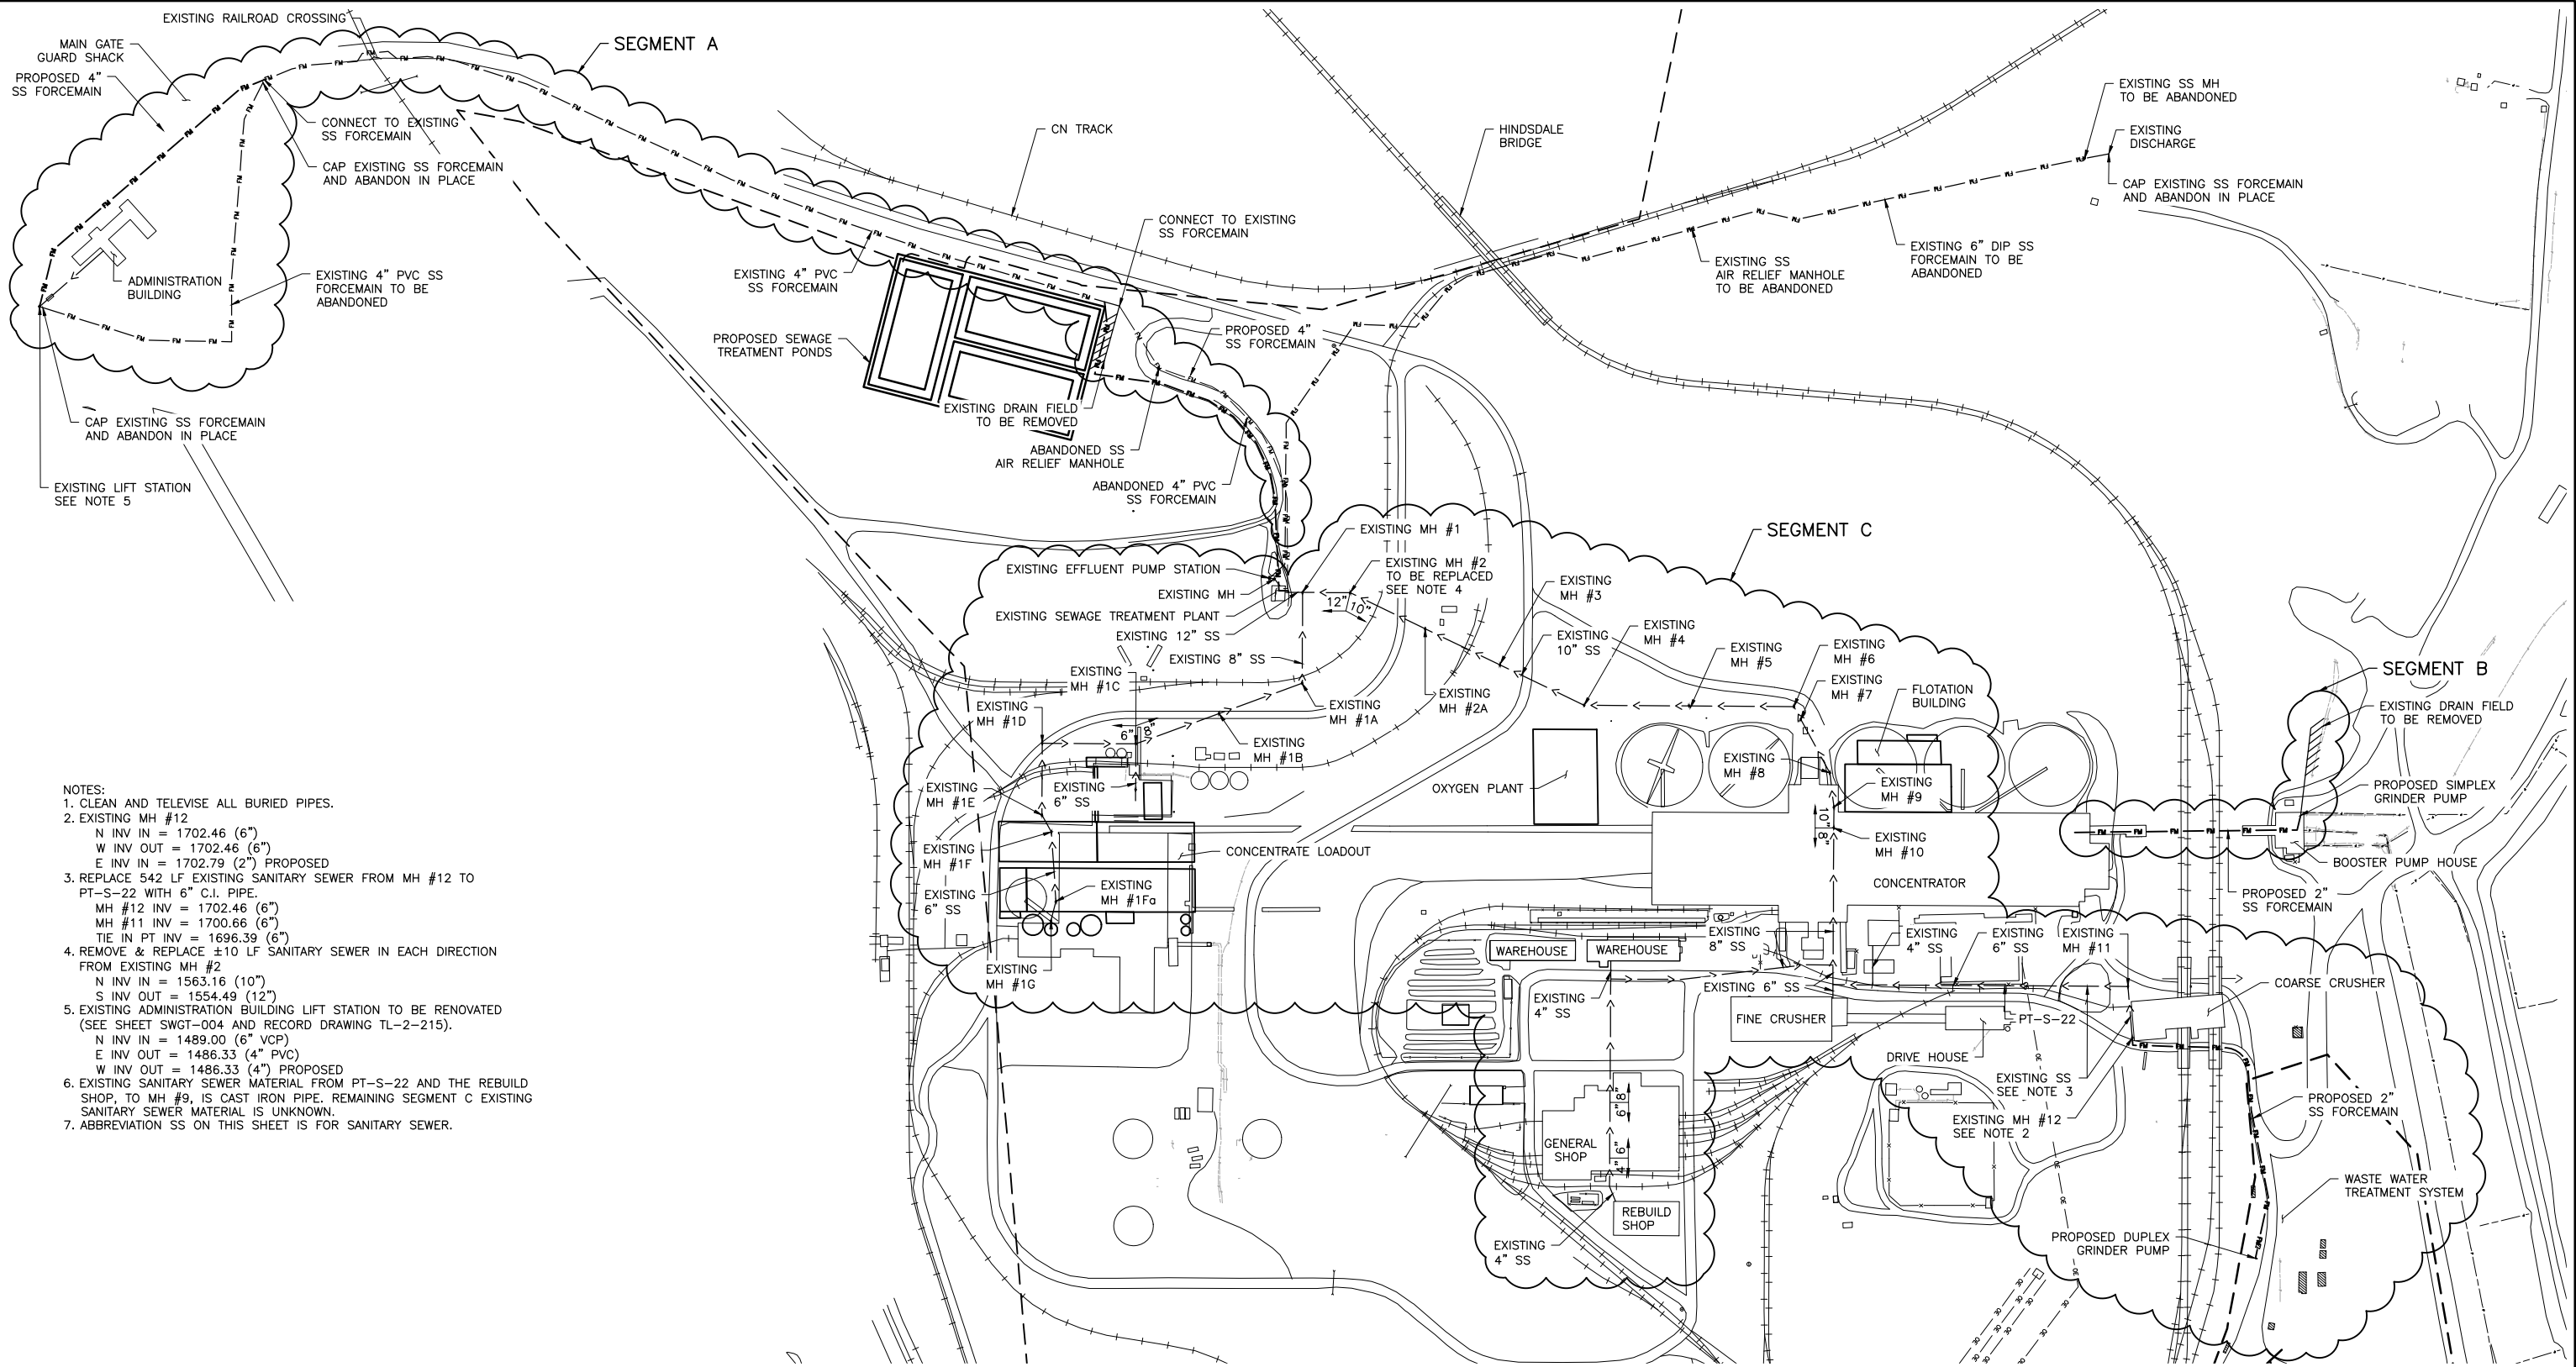 EXISTING RAILROAD CROSSING
MAIN GATE
GUARD SHACK
PROPOSED 4"
SS FORCEMAIN
SEGMENT A
CONNECT TO EXISTING
SS FORCEMAIN
CAP EXISTING SS FORCEMAIN
AND ABANDON IN PLACE
ADMINISTRATION
BUILDING
EXISTING 4" PVC SS
FORCEMAIN TO BE
ABANDONED
CAP EXISTING SS FORCEMAIN
AND ABANDON IN PLACE
EXISTING LIFT STATION
SEE NOTE 5
CN TRACK
HINDSDALE
BRIDGE
EXISTING SS MH
TO BE ABANDONED
EXISTING
DISCHARGE
CAP EXISTING SS FORCEMAIN
AND ABANDON IN PLACE
EXISTING 6" DIP SS
FORCEMAIN TO BE
ABANDONED
EXISTING SS
AIR RELIEF MANHOLE
TO BE ABANDONED
CONNECT TO EXISTING
SS FORCEMAIN
EXISTING 4" PVC
SS FORCEMAIN
PROPOSED SEWAGE
TREATMENT PONDS
PROPOSED 4"
SS FORCEMAIN
EXISTING DRAIN FIELD
TO BE REMOVED
ABANDONED SS
AIR RELIEF MANHOLE
ABANDONED 4" PVC
SS FORCEMAIN
SEGMENT C
EXISTING MH #1
EXISTING EFFLUENT PUMP STATION
EXISTING MH #2
TO BE REPLACED
SEE NOTE 4
EXISTING MH
EXISTING SEWAGE TREATMENT PLANT
12"
10"
EXISTING
MH #3
EXISTING 12" SS
EXISTING 8" SS
EXISTING
10" SS
EXISTING
MH #4
EXISTING
MH #5
EXISTING
MH #6
EXISTING
MH #7
FLOTATION
BUILDING
EXISTING
MH #1C
EXISTING
MH #1D
6"
8"
EXISTING
MH #1A
EXISTING
MH #2A
EXISTING
MH #1B
EXISTING
MH #1E
EXISTING
6" SS
OXYGEN PLANT
EXISTING
MH #8
EXISTING
MH #9
10"
8"
EXISTING
MH #10
CONCENTRATOR
EXISTING
MH #1F
CONCENTRATE LOADOUT
EXISTING
6" SS
EXISTING
MH #1Fa
EXISTING
MH #1G
SEGMENT B
EXISTING DRAIN FIELD
TO BE REMOVED
PROPOSED SIMPLEX
GRINDER PUMP
BOOSTER PUMP HOUSE
PROPOSED 2"
SS FORCEMAIN
WAREHOUSE
WAREHOUSE
EXISTING
8" SS
EXISTING
4" SS
EXISTING
6" SS
EXISTING
MH #11
EXISTING
4" SS
EXISTING 6" SS
FINE CRUSHER
PT-S-22
COARSE CRUSHER
DRIVE HOUSE
EXISTING SS
SEE NOTE 3
EXISTING MH #12
SEE NOTE 2
PROPOSED 2"
SS FORCEMAIN
GENERAL
SHOP
6"
8"
4"
6"
REBUILD
SHOP
EXISTING
4" SS
WASTE WATER
TREATMENT SYSTEM
PROPOSED DUPLEX
GRINDER PUMP
NOTES:
1. CLEAN AND TELEVISE ALL BURIED PIPES.
2. EXISTING MH #12
N INV IN = 1702.46 (6")
W INV OUT = 1702.46 (6")
E INV IN = 1702.79 (2") PROPOSED
3. REPLACE 542 LF EXISTING SANITARY SEWER FROM MH #12 TO
PT-S-22 WITH 6" C.I. PIPE.
MH #12 INV = 1702.46 (6")
MH #11 INV = 1700.66 (6")
TIE IN PT INV = 1696.39 (6")
4. REMOVE & REPLACE ±10 LF SANITARY SEWER IN EACH DIRECTION
FROM EXISTING MH #2
N INV IN = 1563.16 (10")
S INV OUT = 1554.49 (12")
5. EXISTING ADMINISTRATION BUILDING LIFT STATION TO BE RENOVATED
(SEE SHEET SWGT-004 AND RECORD DRAWING TL-2-215).
N INV IN = 1489.00 (6" VCP)
E INV OUT = 1486.33 (4" PVC)
W INV OUT = 1486.33 (4") PROPOSED
6. EXISTING SANITARY SEWER MATERIAL FROM PT-S-22 AND THE REBUILD
SHOP, TO MH #9, IS CAST IRON PIPE. REMAINING SEGMENT C EXISTING
SANITARY SEWER MATERIAL IS UNKNOWN.
7. ABBREVIATION SS ON THIS SHEET IS FOR SANITARY SEWER.